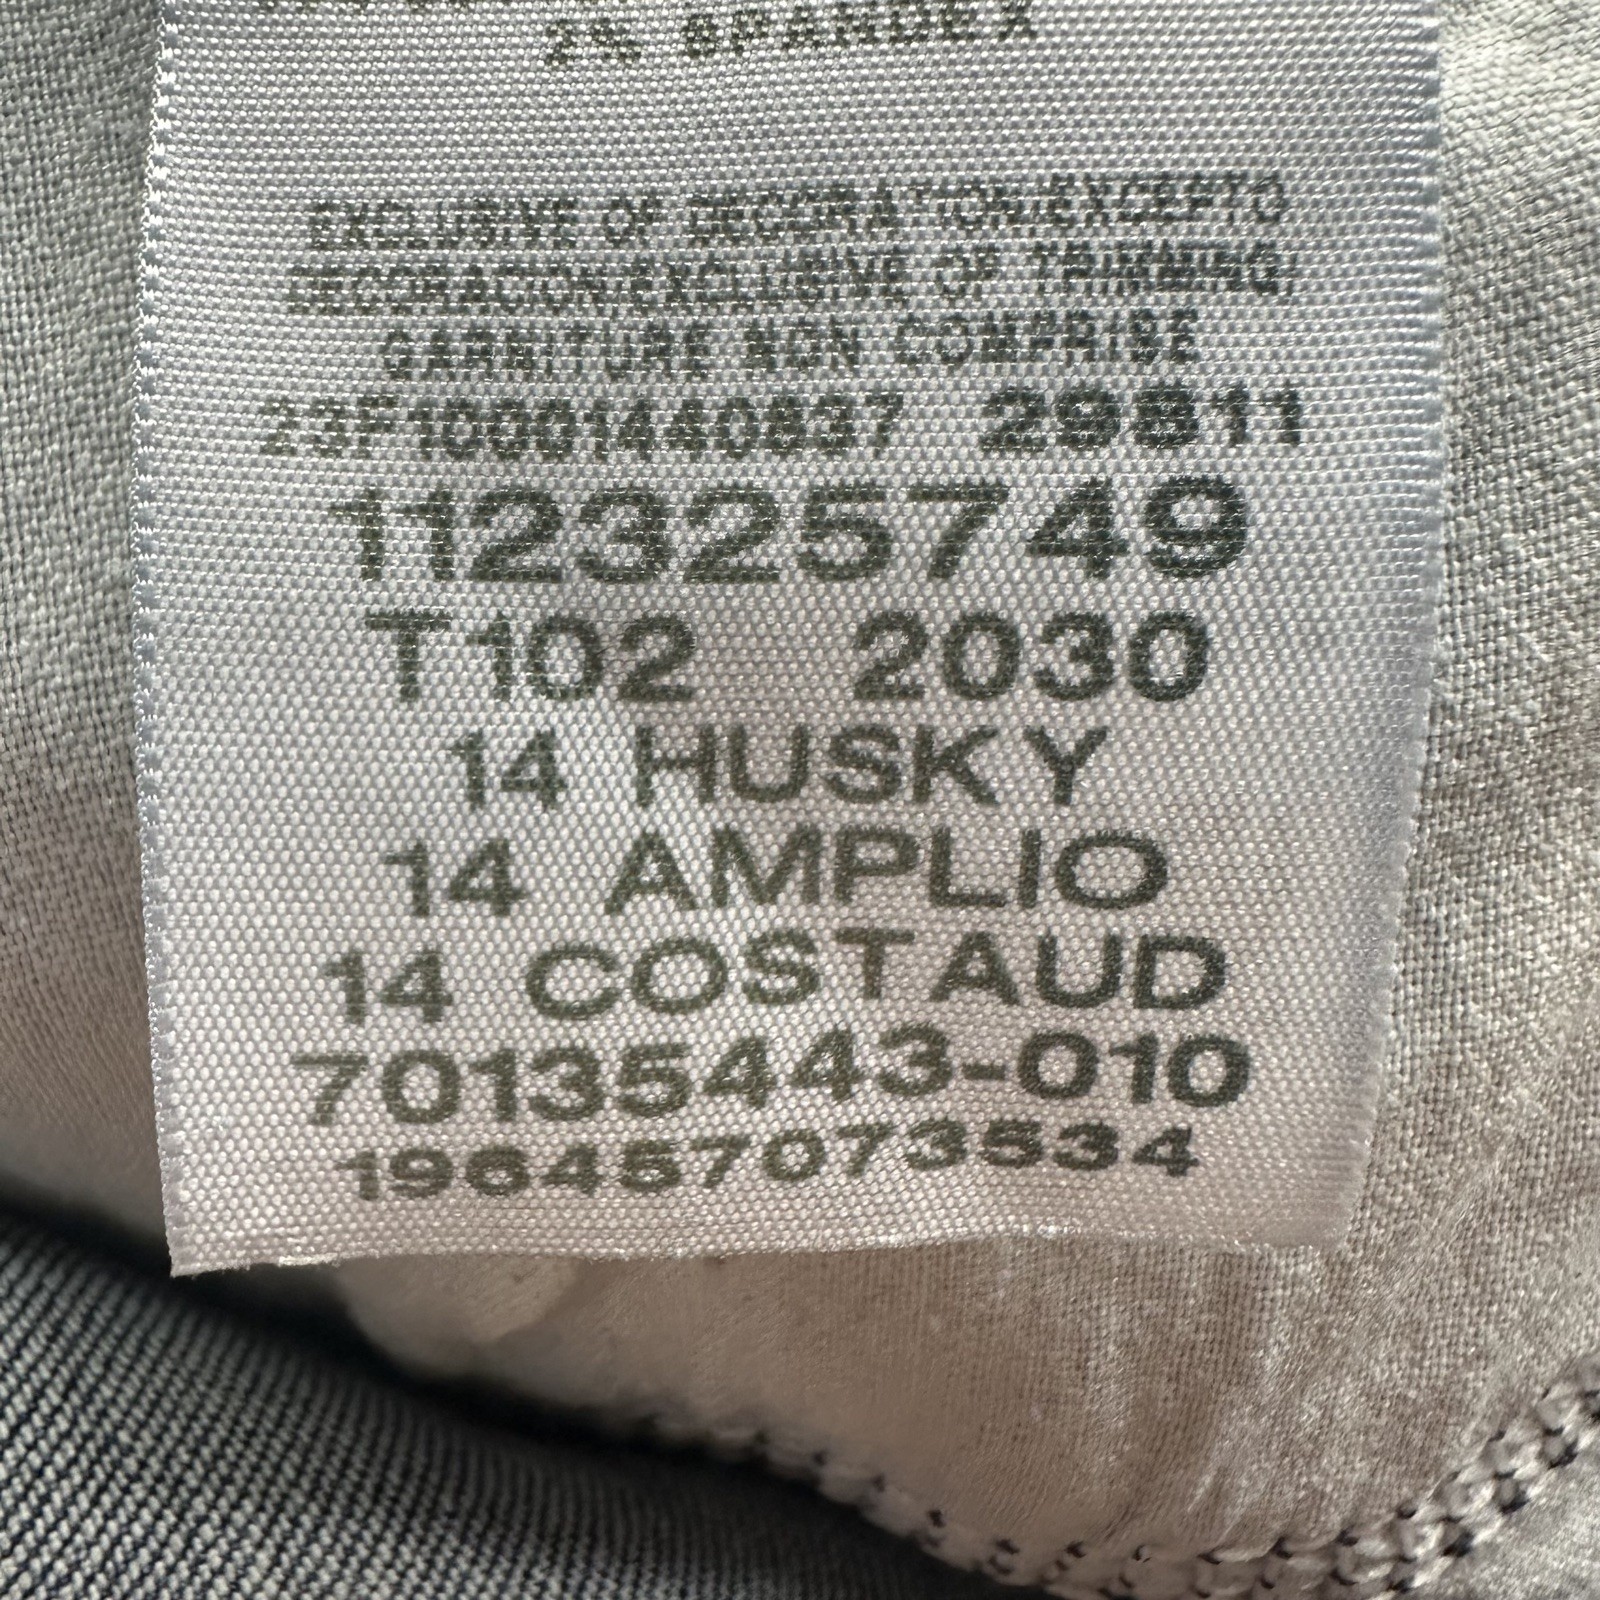 2% SPANDEX
EXCLUSIVE OF DECORATION/EXCEPTO
DECORACION/EXCLUSIVE OF TRIMMING/
GARNITURE NON COMPRISE
23F10001440837 29811
112325749
T102 2030
14 HUSKY
14 AMPLIO
14 COSTAUD
70135443-010
196457073534